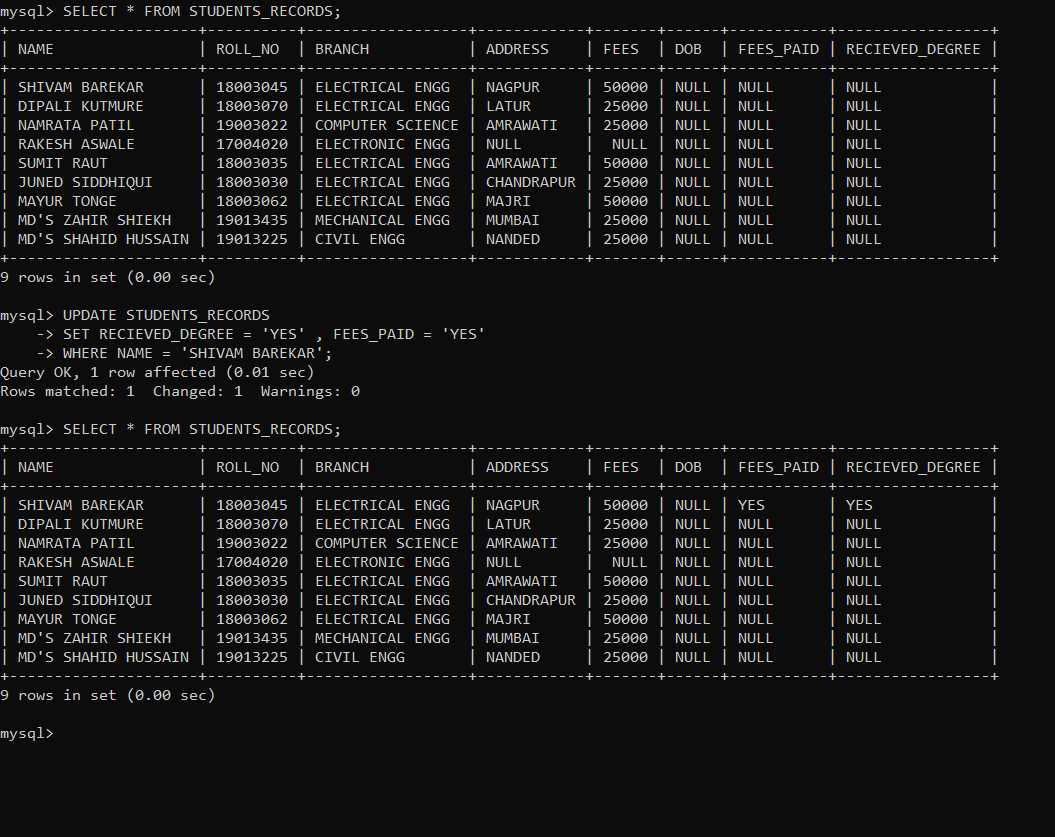 mysql> SELECT * FROM STUDENTS_RECORDS;
+---------------------+----------+------------------+------------+-------+------+-----------+-----------------+
| NAME                | ROLL_NO  | BRANCH           | ADDRESS    | FEES  | DOB  | FEES_PAID | RECIEVED_DEGREE |
+---------------------+----------+------------------+------------+-------+------+-----------+-----------------+
| SHIVAM BAREKAR      | 18003045 | ELECTRICAL ENGG  | NAGPUR     | 50000 | NULL | NULL      | NULL            |
| DIPALI KUTMURE      | 18003070 | ELECTRICAL ENGG  | LATUR      | 25000 | NULL | NULL      | NULL            |
| NAMRATA PATIL       | 19003022 | COMPUTER SCIENCE | AMRAWATI   | 25000 | NULL | NULL      | NULL            |
| RAKESH ASWALE       | 17004020 | ELECTRONIC ENGG  | NULL       |  NULL | NULL | NULL      | NULL            |
| SUMIT RAUT          | 18003035 | ELECTRICAL ENGG  | AMRAWATI   | 50000 | NULL | NULL      | NULL            |
| JUNED SIDDHIQUI     | 18003030 | ELECTRICAL ENGG  | CHANDRAPUR | 25000 | NULL | NULL      | NULL            |
| MAYUR TONGE         | 18003062 | ELECTRICAL ENGG  | MAJRI      | 50000 | NULL | NULL      | NULL            |
| MD'S ZAHIR SHIEKH   | 19013435 | MECHANICAL ENGG  | MUMBAI     | 25000 | NULL | NULL      | NULL            |
| MD'S SHAHID HUSSAIN | 19013225 | CIVIL ENGG       | NANDED     | 25000 | NULL | NULL      | NULL            |
+---------------------+----------+------------------+------------+-------+------+-----------+-----------------+
9 rows in set (0.00 sec)

mysql> UPDATE STUDENTS_RECORDS
    -> SET RECIEVED_DEGREE = 'YES' , FEES_PAID = 'YES'
    -> WHERE NAME = 'SHIVAM BAREKAR';
Query OK, 1 row affected (0.01 sec)
Rows matched: 1  Changed: 1  Warnings: 0

mysql> SELECT * FROM STUDENTS_RECORDS;
+---------------------+----------+------------------+------------+-------+------+-----------+-----------------+
| NAME                | ROLL_NO  | BRANCH           | ADDRESS    | FEES  | DOB  | FEES_PAID | RECIEVED_DEGREE |
+---------------------+----------+------------------+------------+-------+------+-----------+-----------------+
| SHIVAM BAREKAR      | 18003045 | ELECTRICAL ENGG  | NAGPUR     | 50000 | NULL | YES       | YES             |
| DIPALI KUTMURE      | 18003070 | ELECTRICAL ENGG  | LATUR      | 25000 | NULL | NULL      | NULL            |
| NAMRATA PATIL       | 19003022 | COMPUTER SCIENCE | AMRAWATI   | 25000 | NULL | NULL      | NULL            |
| RAKESH ASWALE       | 17004020 | ELECTRONIC ENGG  | NULL       |  NULL | NULL | NULL      | NULL            |
| SUMIT RAUT          | 18003035 | ELECTRICAL ENGG  | AMRAWATI   | 50000 | NULL | NULL      | NULL            |
| JUNED SIDDHIQUI     | 18003030 | ELECTRICAL ENGG  | CHANDRAPUR | 25000 | NULL | NULL      | NULL            |
| MAYUR TONGE         | 18003062 | ELECTRICAL ENGG  | MAJRI      | 50000 | NULL | NULL      | NULL            |
| MD'S ZAHIR SHIEKH   | 19013435 | MECHANICAL ENGG  | MUMBAI     | 25000 | NULL | NULL      | NULL            |
| MD'S SHAHID HUSSAIN | 19013225 | CIVIL ENGG       | NANDED     | 25000 | NULL | NULL      | NULL            |
+---------------------+----------+------------------+------------+-------+------+-----------+-----------------+
9 rows in set (0.00 sec)

mysql>